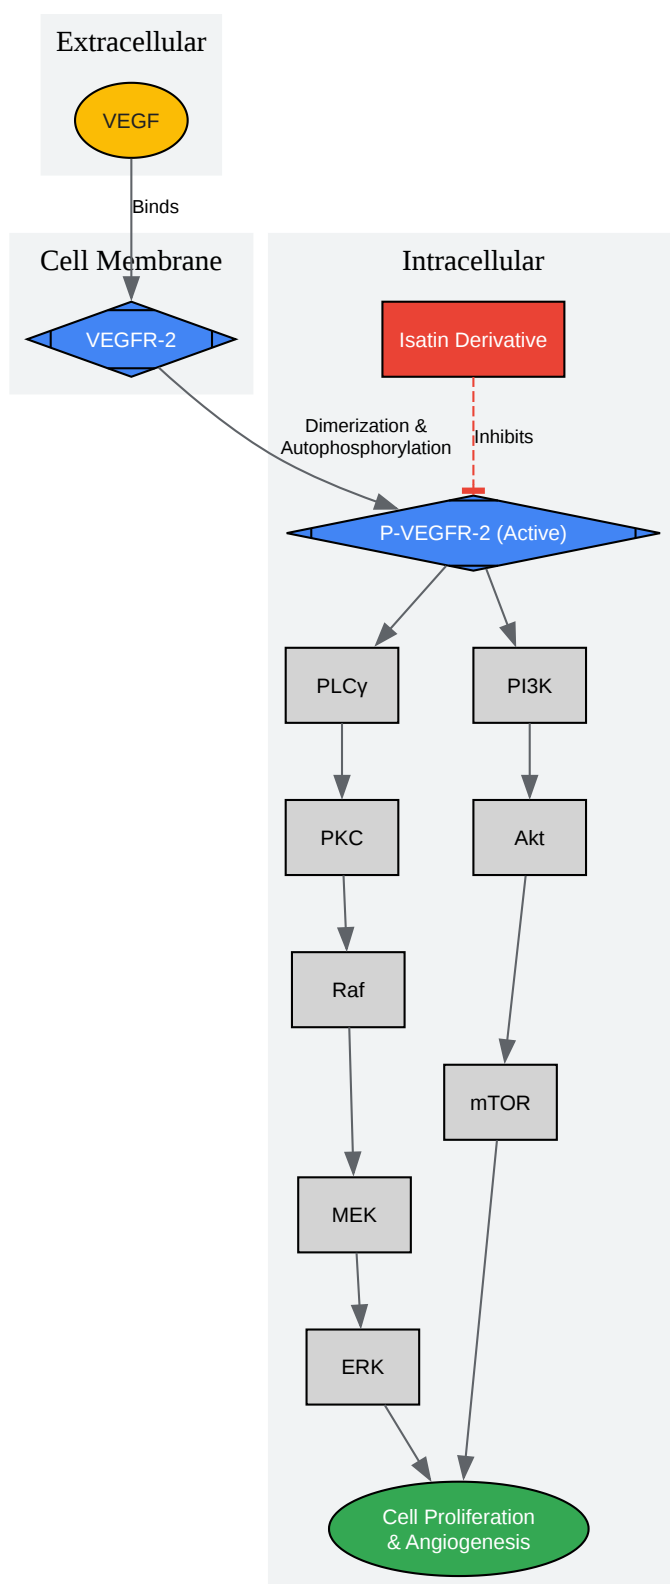 Extracellular
VEGF
Binds
Cell Membrane
VEGFR-2
Intracellular
Isatin Derivative
Dimerization &
Autophosphorylation
Inhibits
P-VEGFR-2 (Active)
PLCγ
PI3K
PKC
Akt
Raf
mTOR
MEK
ERK
Cell Proliferation
& Angiogenesis